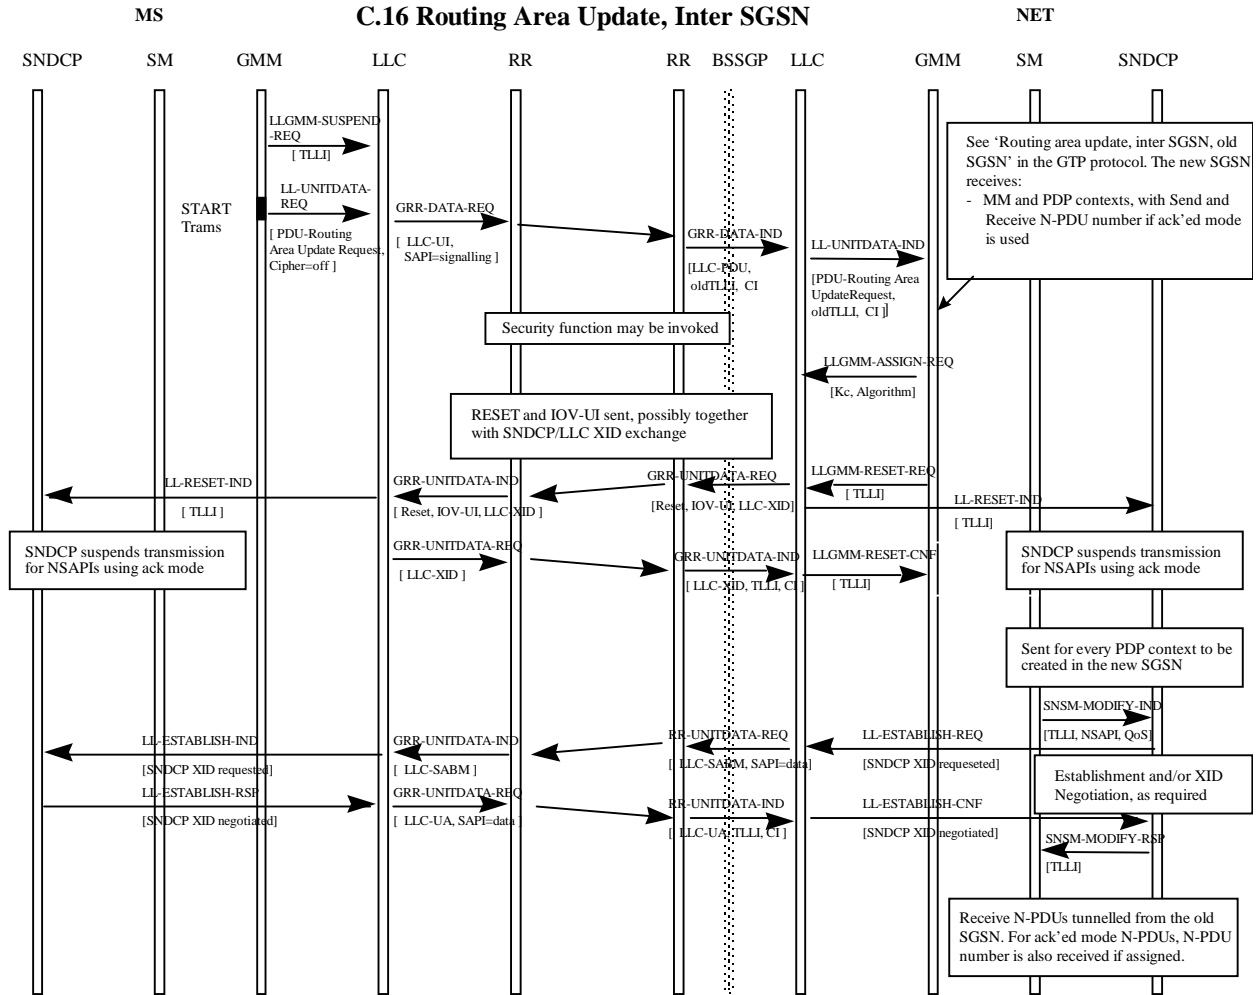 MS
C.16 Routing Area Update, Inter SGSN
NET
SNDCP
SM
GMM
LLC
RR
RR
BSSGP
LLC
GMM
SM
SNDCP
LLGMM-SUSPEND
-REQ
[ TLLI]
See ‘Routing area update, inter SGSN, old
SGSN’ in the GTP protocol. The new SGSN
receives:
- MM and PDP contexts, with Send and
Receive N-PDU number if ack’ed mode
is used
START
Trams
LL-UNITDATA-
REQ
[ PDU-Routing
Area Update Request,
Cipher=off ]
GRR-DATA-REQ
[ LLC-UI,
SAPI=signalling ]
GRR-DATA-IND
[LLC-PDU,
oldTLLI, CI
LL-UNITDATA-IND
[PDU-Routing Area
UpdateRequest,
oldTLLI, CI ]]
Security function may be invoked
LLGMM-ASSIGN-REQ
[Kc, Algorithm]
RESET and IOV-UI sent, possibly together
with SNDCP/LLC XID exchange
LL-RESET-IND
[ TLLI ]
GRR-UNITDATA-IND
[ Reset, IOV-UI, LLC-XID ]
GRR-UNITDATA-REQ
[Reset, IOV-UI, LLC-XID]
LLGMM-RESET-REQ
[ TLLI]
LL-RESET-IND
[ TLLI]
SNDCP suspends transmission
for NSAPIs using ack mode
GRR-UNITDATA-REQ
[ LLC-XID ]
GRR-UNITDATA-IND
[ LLC-XID, TLLI, CI ]
LLGMM-RESET-CNF
[ TLLI]
SNDCP suspends transmission
for NSAPIs using ack mode
Sent for every PDP context to be
created in the new SGSN
SNSM-MODIFY-IND
[TLLI, NSAPI, QoS]
LL-ESTABLISH-IND
[SNDCP XID requested]
GRR-UNITDATA-IND
[ LLC-SABM ]
RR-UNITDATA-REQ
[ LLC-SABM, SAPI=data]
LL-ESTABLISH-REQ
[SNDCP XID requeseted]
Establishment and/or XID
Negotiation, as required
LL-ESTABLISH-RSP
[SNDCP XID negotiated]
GRR-UNITDATA-REQ
[ LLC-UA, SAPI=data ]
RR-UNITDATA-IND
[ LLC-UA, TLLI, CI ]
LL-ESTABLISH-CNF
[SNDCP XID negotiated]
SNSM-MODIFY-RSP
[TLLI]
Receive N-PDUs tunnelled from the old
SGSN. For ack’ed mode N-PDUs, N-PDU
number is also received if assigned.